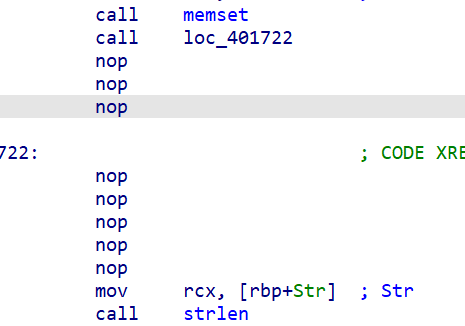 call memset
call loc_401722
nop
nop
nop
722: ; CODE XRE
nop
nop
nop
nop
nop
mov rcx, [rbp+Str] ; Str
call strlen